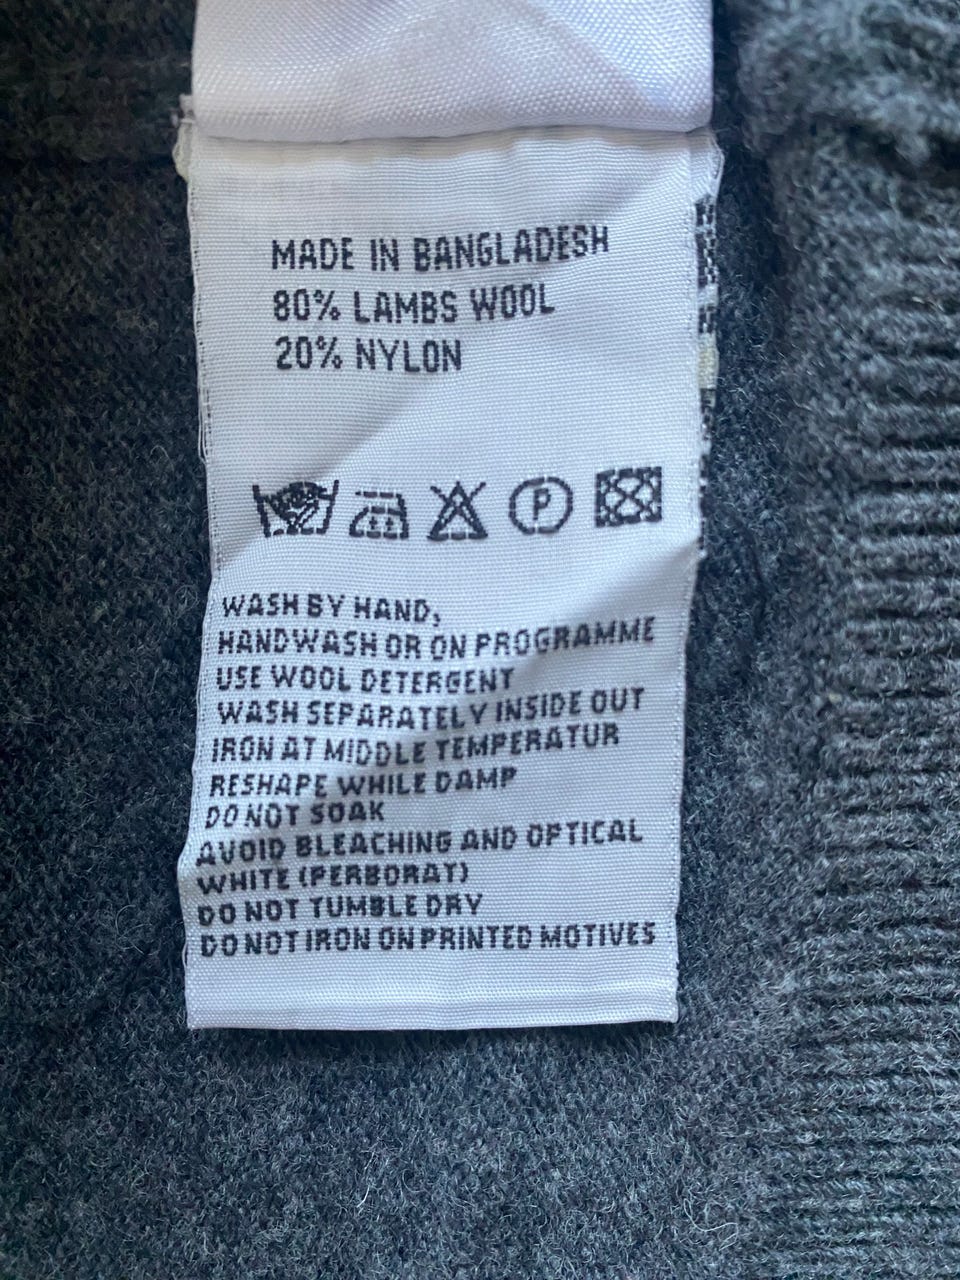 MADE IN BANGLADESH
80% LAMBS WOOL
20% NYLON
P
WASH BY HAND,
HANDWASH OR ON PROGRAMME
USE WOOL DETERGENT
WASH SEPARATELY INSIDE OUT
IRON AT MIDDLE TEMPERATUR
RESHAPE WHILE DAMP
DO NOT SOAK
AVOID BLEACHING AND OPTICAL
WHITE (PERBORAT)
DO NOT TUMBLE DRY
DO NOT IRON ON PRINTED MOTIVES